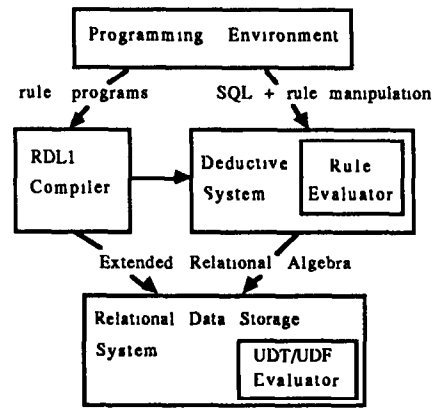 Programming Environment
rule programs
SQL + rule manipulation
RDL1
Compiler
Deductive
System
Rule
Evaluator
Extended Relational Algebra
Relational Data Storage
System
UDT/UDF
Evaluator